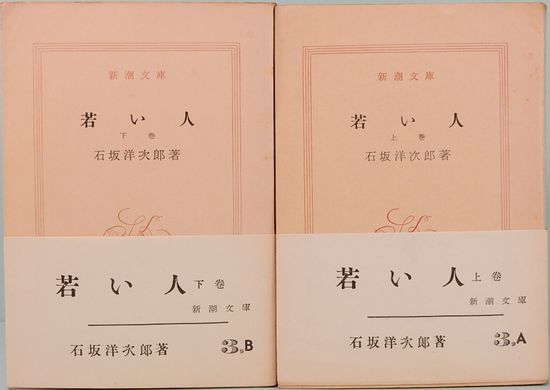 新潮文庫
若い人
下巻
石坂洋次郎著
若い人 下巻
新潮文庫
石坂洋次郎著 3,B
新潮文庫
若い人
上巻
石坂洋次郎著
若い人 上巻
新潮文庫
石坂洋次郎著 3,A